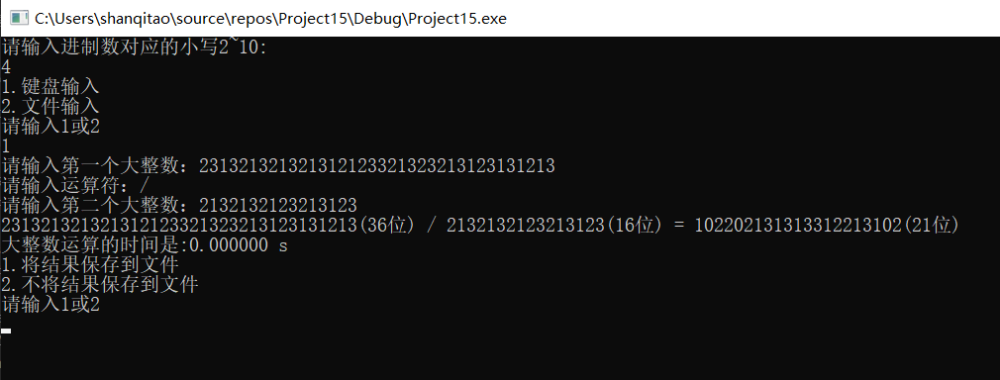 C:\Users\shanqitao\source\repos\Project15\Debug\Project15.exe
请输入进制数对应的小写2~10:
4
1.键盘输入
2.文件输入
请输入1或2
1
请输入第一个大整数：231321321321312123321323213123131213
请输入运算符：/
请输入第二个大整数：2132132123213123
231321321321312123321323213123131213(36位) / 2132132123213123(16位) = 102202131313312213102(21位)
大整数运算的时间是:0.000000 s
1.将结果保存到文件
2.不将结果保存到文件
请输入1或2